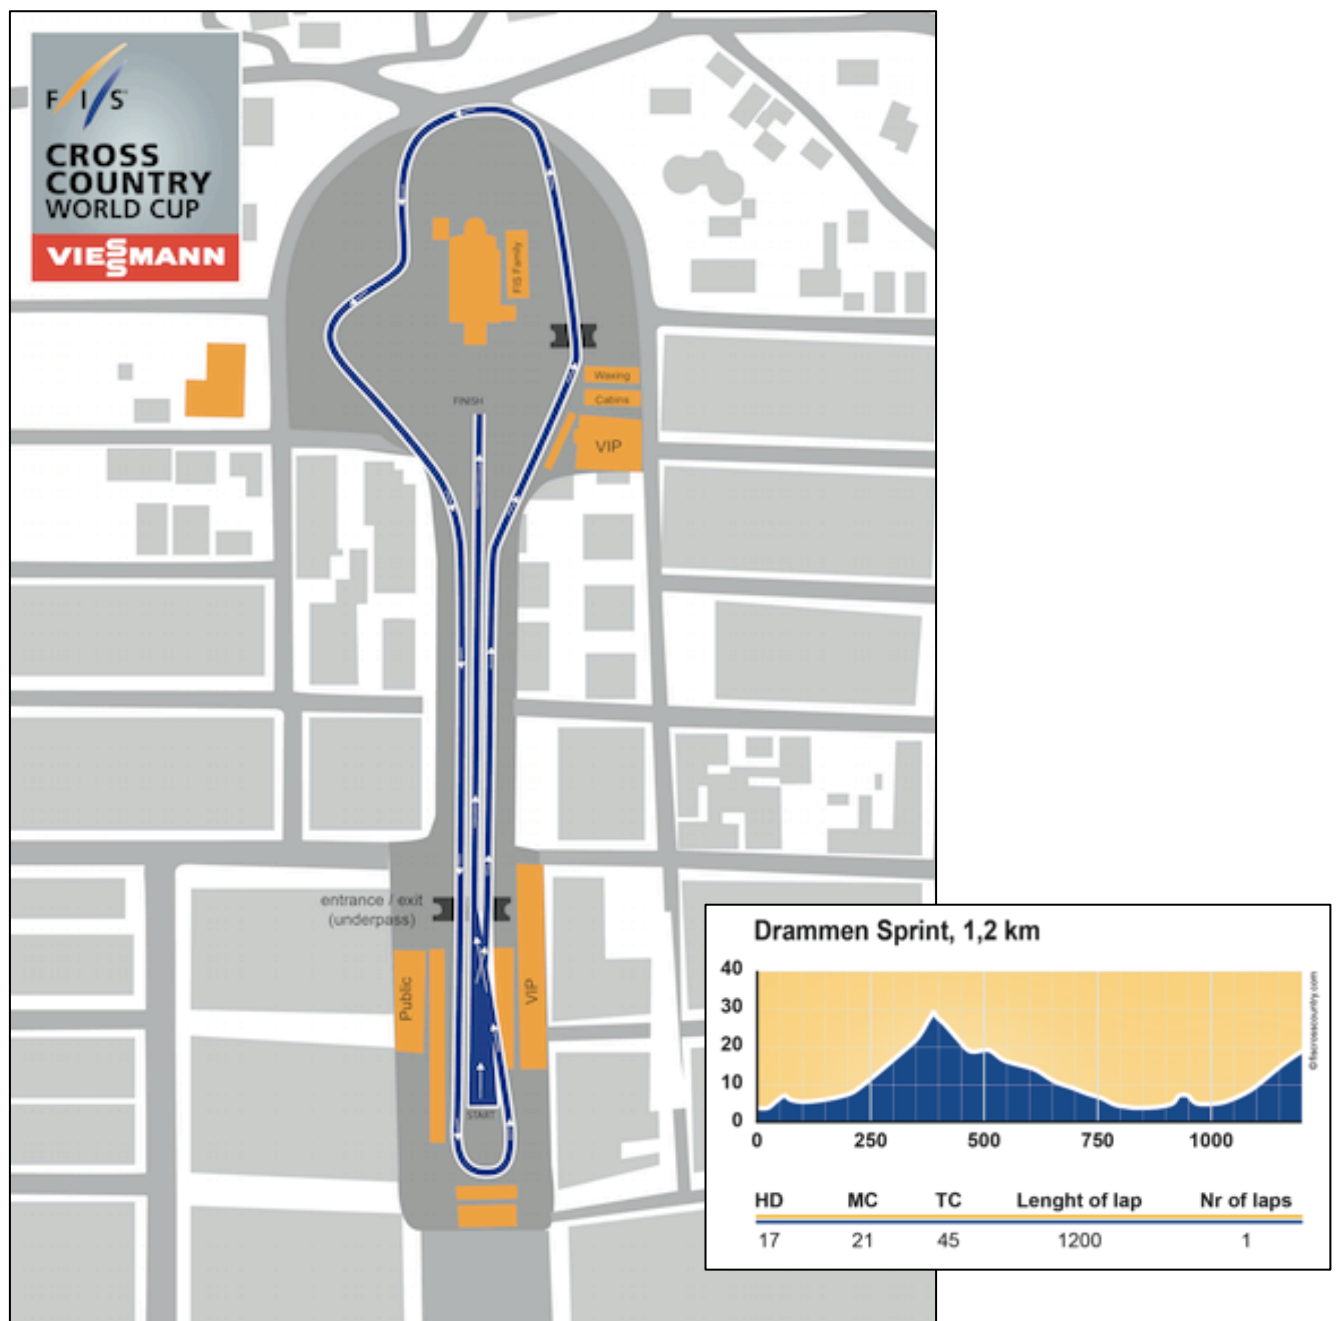 F I S
CROSS
COUNTRY
WORLD CUP
VIESSMANN
FIS Family
Waxing
Cabins
FINISH
VIP
entrance / exit
(underpass)
Public
VIP
START
Drammen Sprint, 1,2 km
40
30
20
10
0
0 250 500 750 1000
©fiscrosscountry.com
HD MC TC Lenght of lap Nr of laps
17 21 45 1200 1